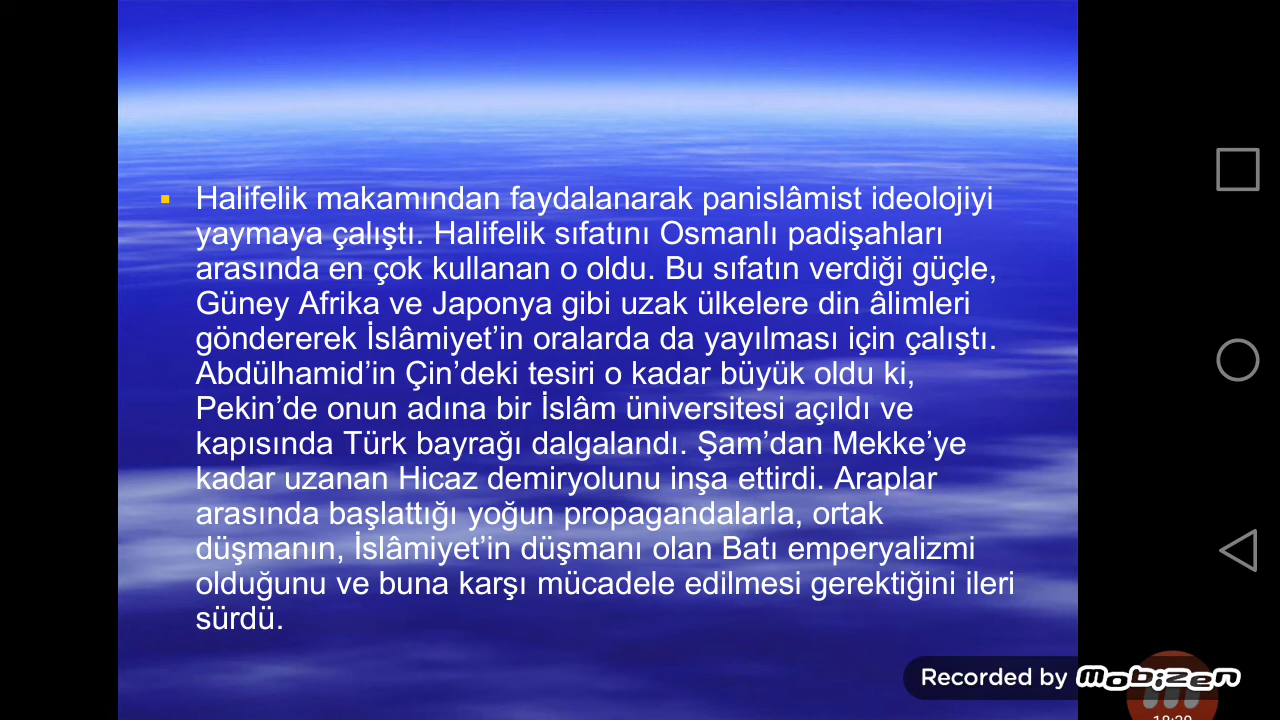 Halifelik makamından faydalanarak panislâmist ideolojiyi
yaymaya çalıştı. Halifelik sıfatını Osmanlı padişahları
arasında en çok kullanan o oldu. Bu sıfatın verdiği güçle,
Güney Afrika ve Japonya gibi uzak ülkelere din âlimleri
göndererek İslâmiyet’in oralarda da yayılması için çalıştı.
Abdülhamid’in Çin’deki tesiri o kadar büyük oldu ki,
Pekin’de onun adına bir İslâm üniversitesi açıldı ve
kapısında Türk bayrağı dalgalandı. Şam’dan Mekke’ye
kadar uzanan Hicaz demiryolunu inşa ettirdi. Araplar
arasında başlattığı yoğun propagandalarla, ortak
düşmanın, İslâmiyet’in düşmanı olan Batı emperyalizmi
olduğunu ve buna karşı mücadele edilmesi gerektiğini ileri
sürdü.
Recorded by mobizen